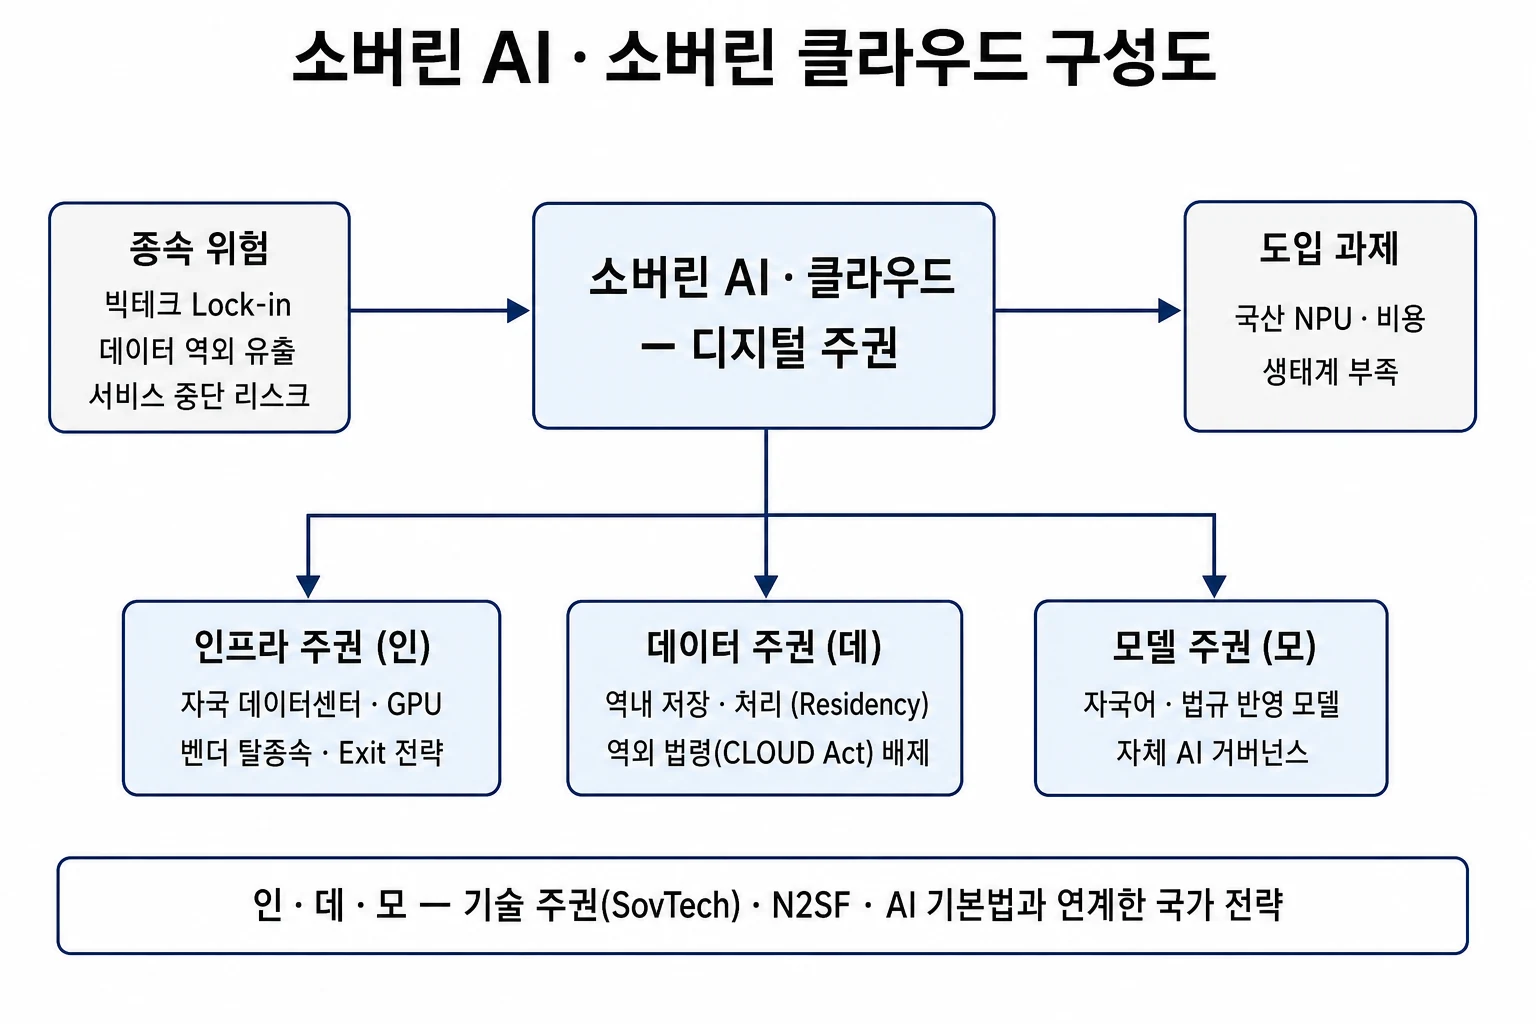 소버린 AI · 소버린 클라우드 구성도
종속 위험
빅테크 Lock-in
데이터 역외 유출
서비스 중단 리스크
소버린 AI · 클라우드
— 디지털 주권
도입 과제
국산 NPU · 비용
생태계 부족
인프라 주권 (인)
자국 데이터센터 · GPU
벤더 탈종속 · Exit 전략
데이터 주권 (데)
역내 저장 · 처리 (Residency)
역외 법령(CLOUD Act) 배제
모델 주권 (모)
자국어 · 법규 반영 모델
자체 AI 거버넌스
인 · 데 · 모 — 기술 주권(SovTech) · N2SF · AI 기본법과 연계한 국가 전략